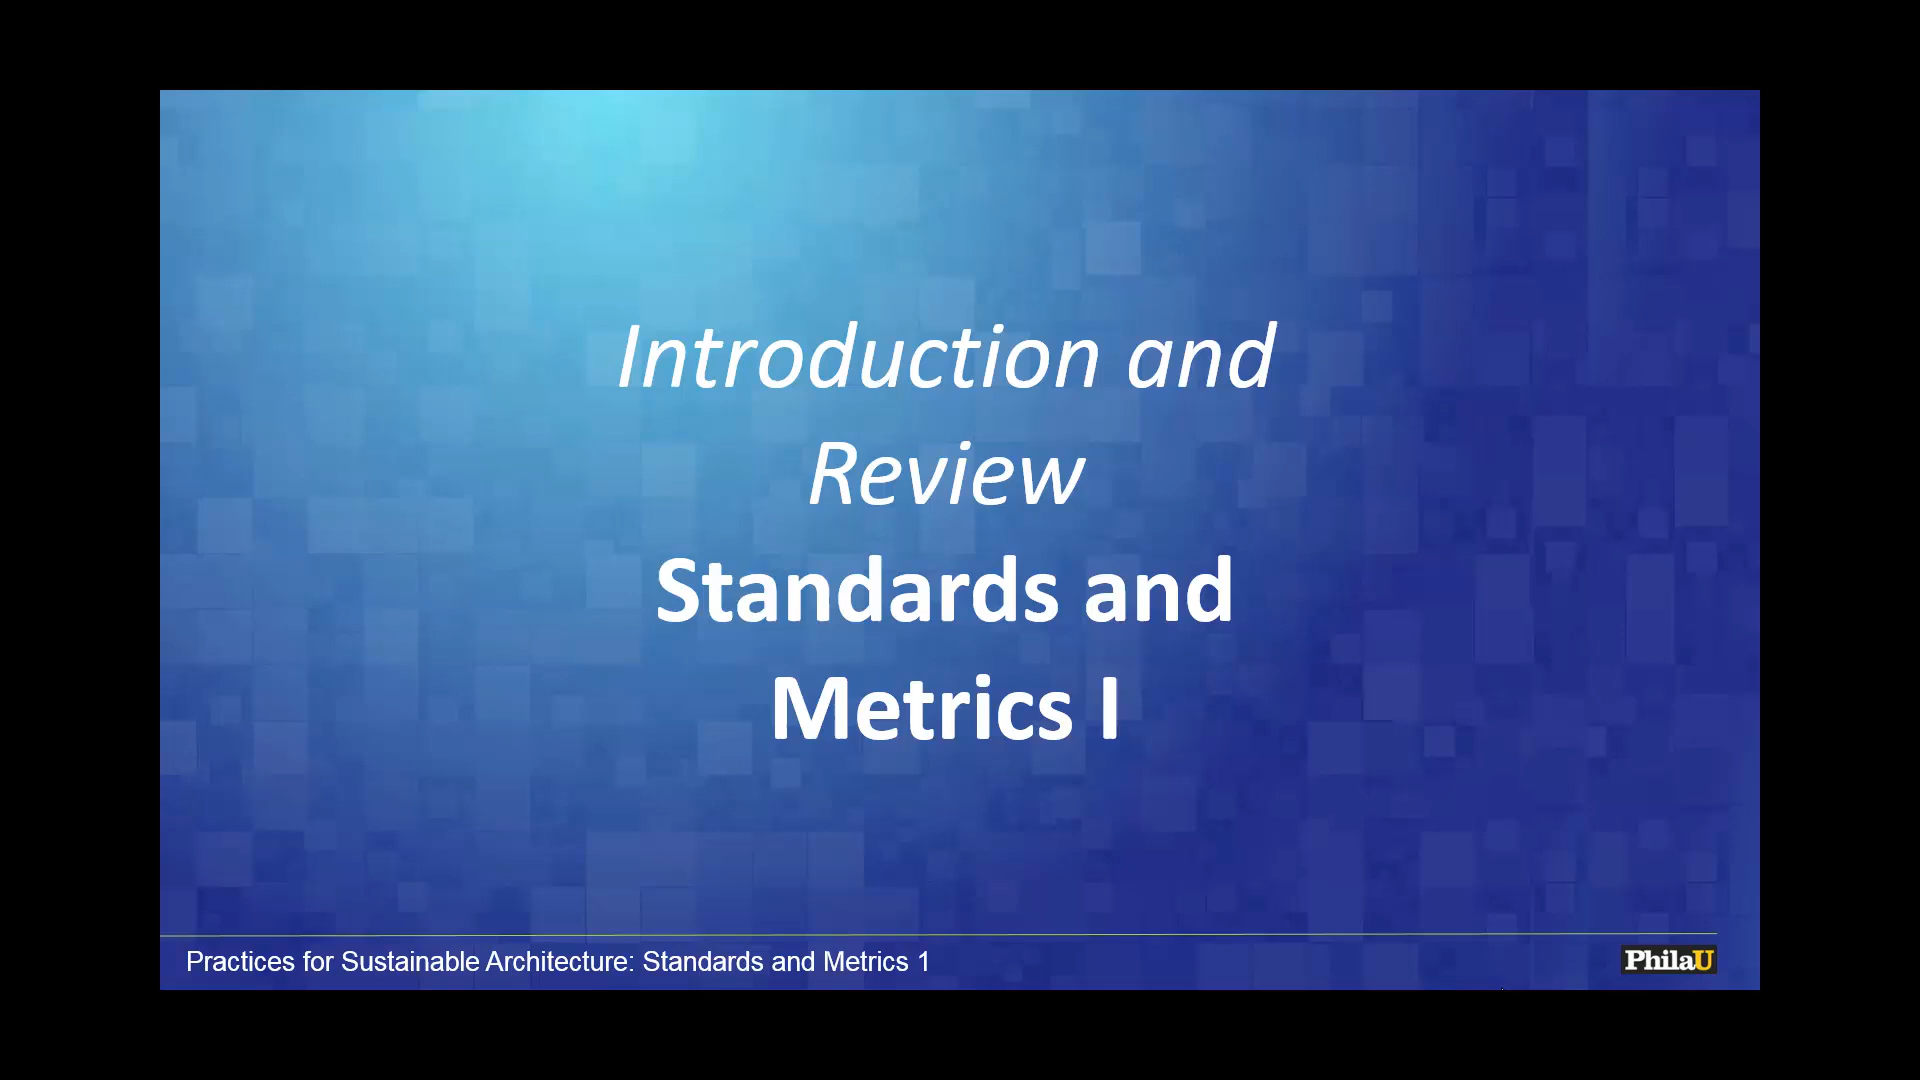 Introduction and
Review
Standards and
Metrics I
Practices for Sustainable Architecture: Standards and Metrics 1
PhilaU